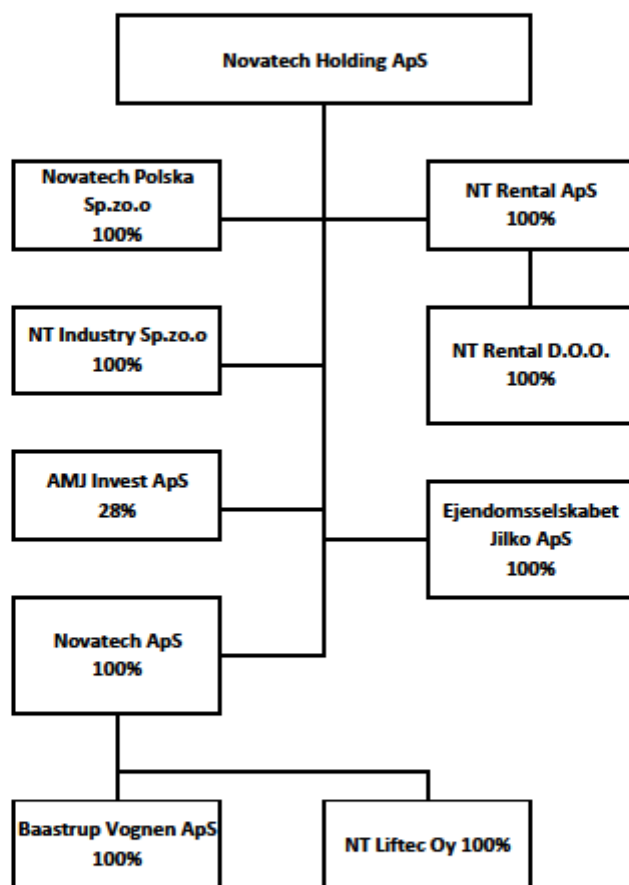 Novatech Holding ApS
Novatech Polska
Sp.zo.o
100%
NT Rental ApS
100%
NT Industry Sp.zo.o
100%
NT Rental D.O.O.
100%
AMJ Invest ApS
28%
Ejendomsselskabet
Jilko ApS
100%
Novatech ApS
100%
Baastrup Vognen ApS
100%
NT Liftec Oy 100%